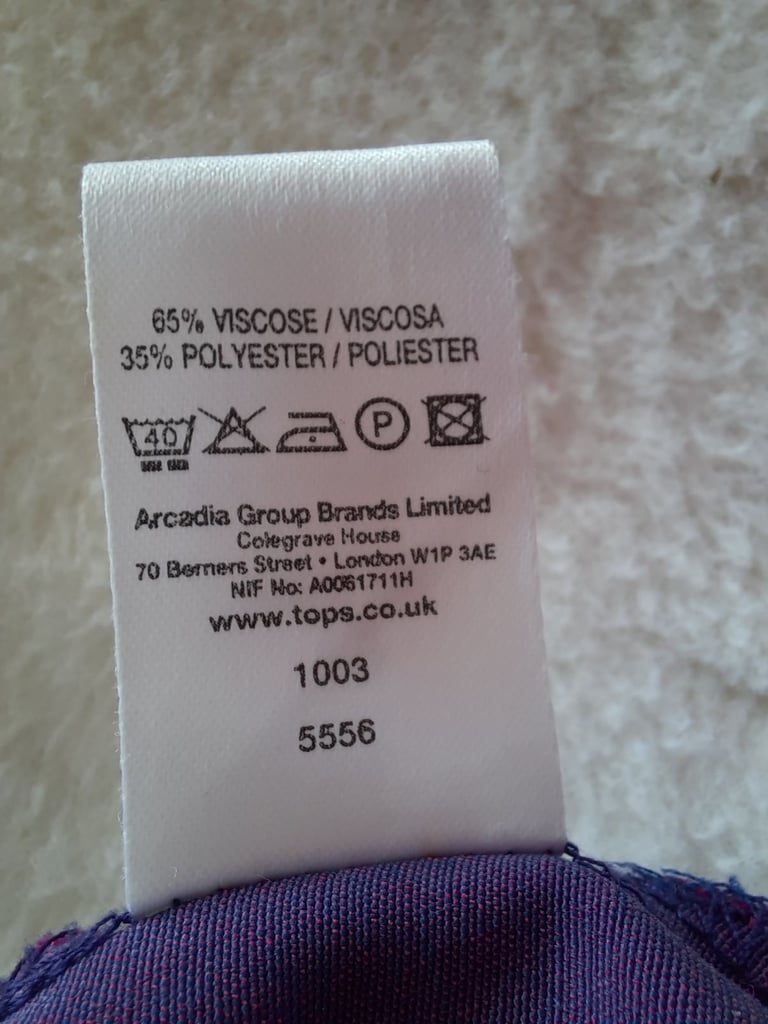 65% VISCOSE / VISCOSA
35% POLYESTER / POLIESTER
40 P
Arcadia Group Brands Limited
Colegrave House
70 Berners Street • London W1P 3AE
NIF No: A0061711H
www.tops.co.uk
1003
5556